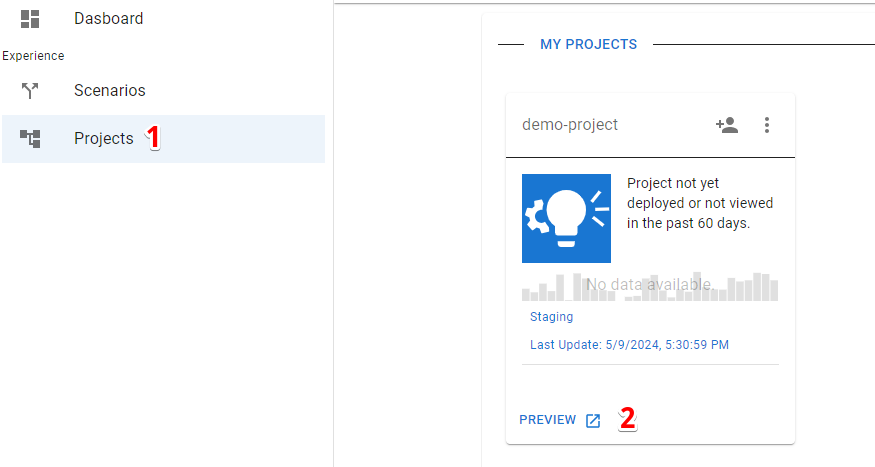 Dasboard
Experience
Scenarios
Projects 1
MY PROJECTS
demo-project
Project not yet
deployed or not viewed
in the past 60 days.
No data available.
Staging
Last Update: 5/9/2024, 5:30:59 PM
PREVIEW 2